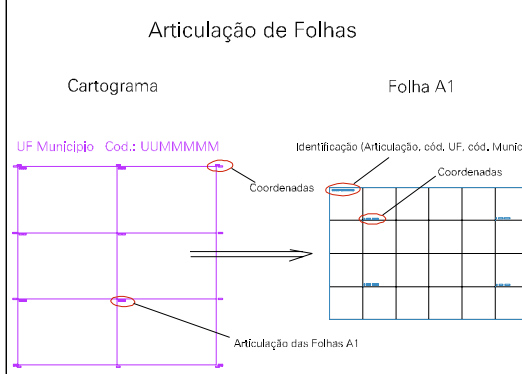 Articulação de Folhas
Cartograma
Folha A1
UF Municipio Cod.: UUMMMMM
Identificação (Articulação, cód. UF, cód. Munic
Coordenadas
Coordenadas
Articulação das Folhas A1